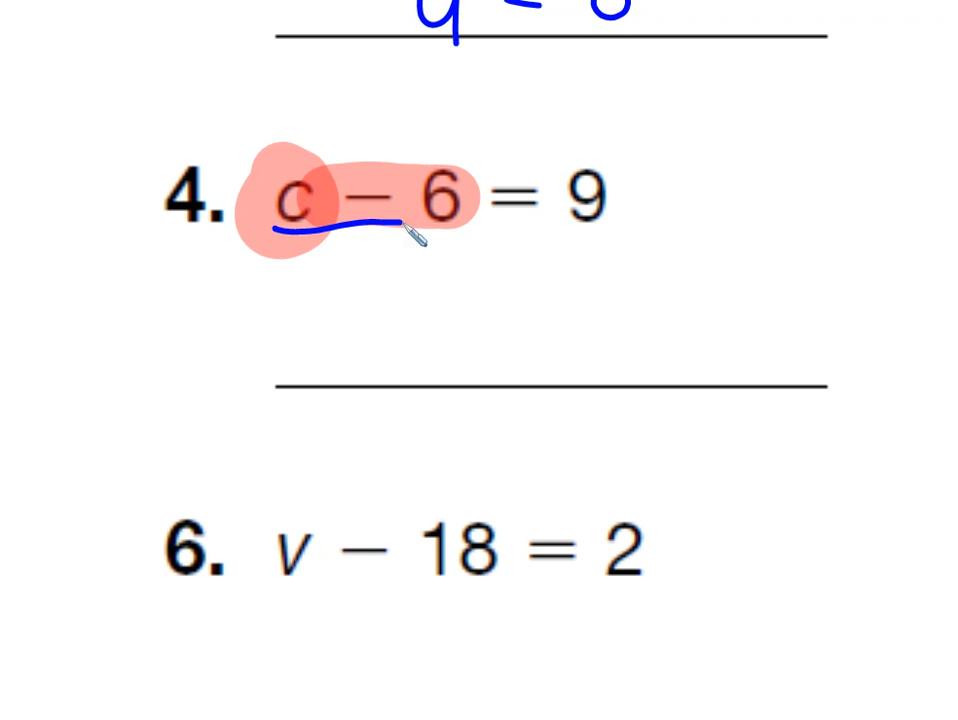 4. c − 6 = 9
6. v − 18 = 2